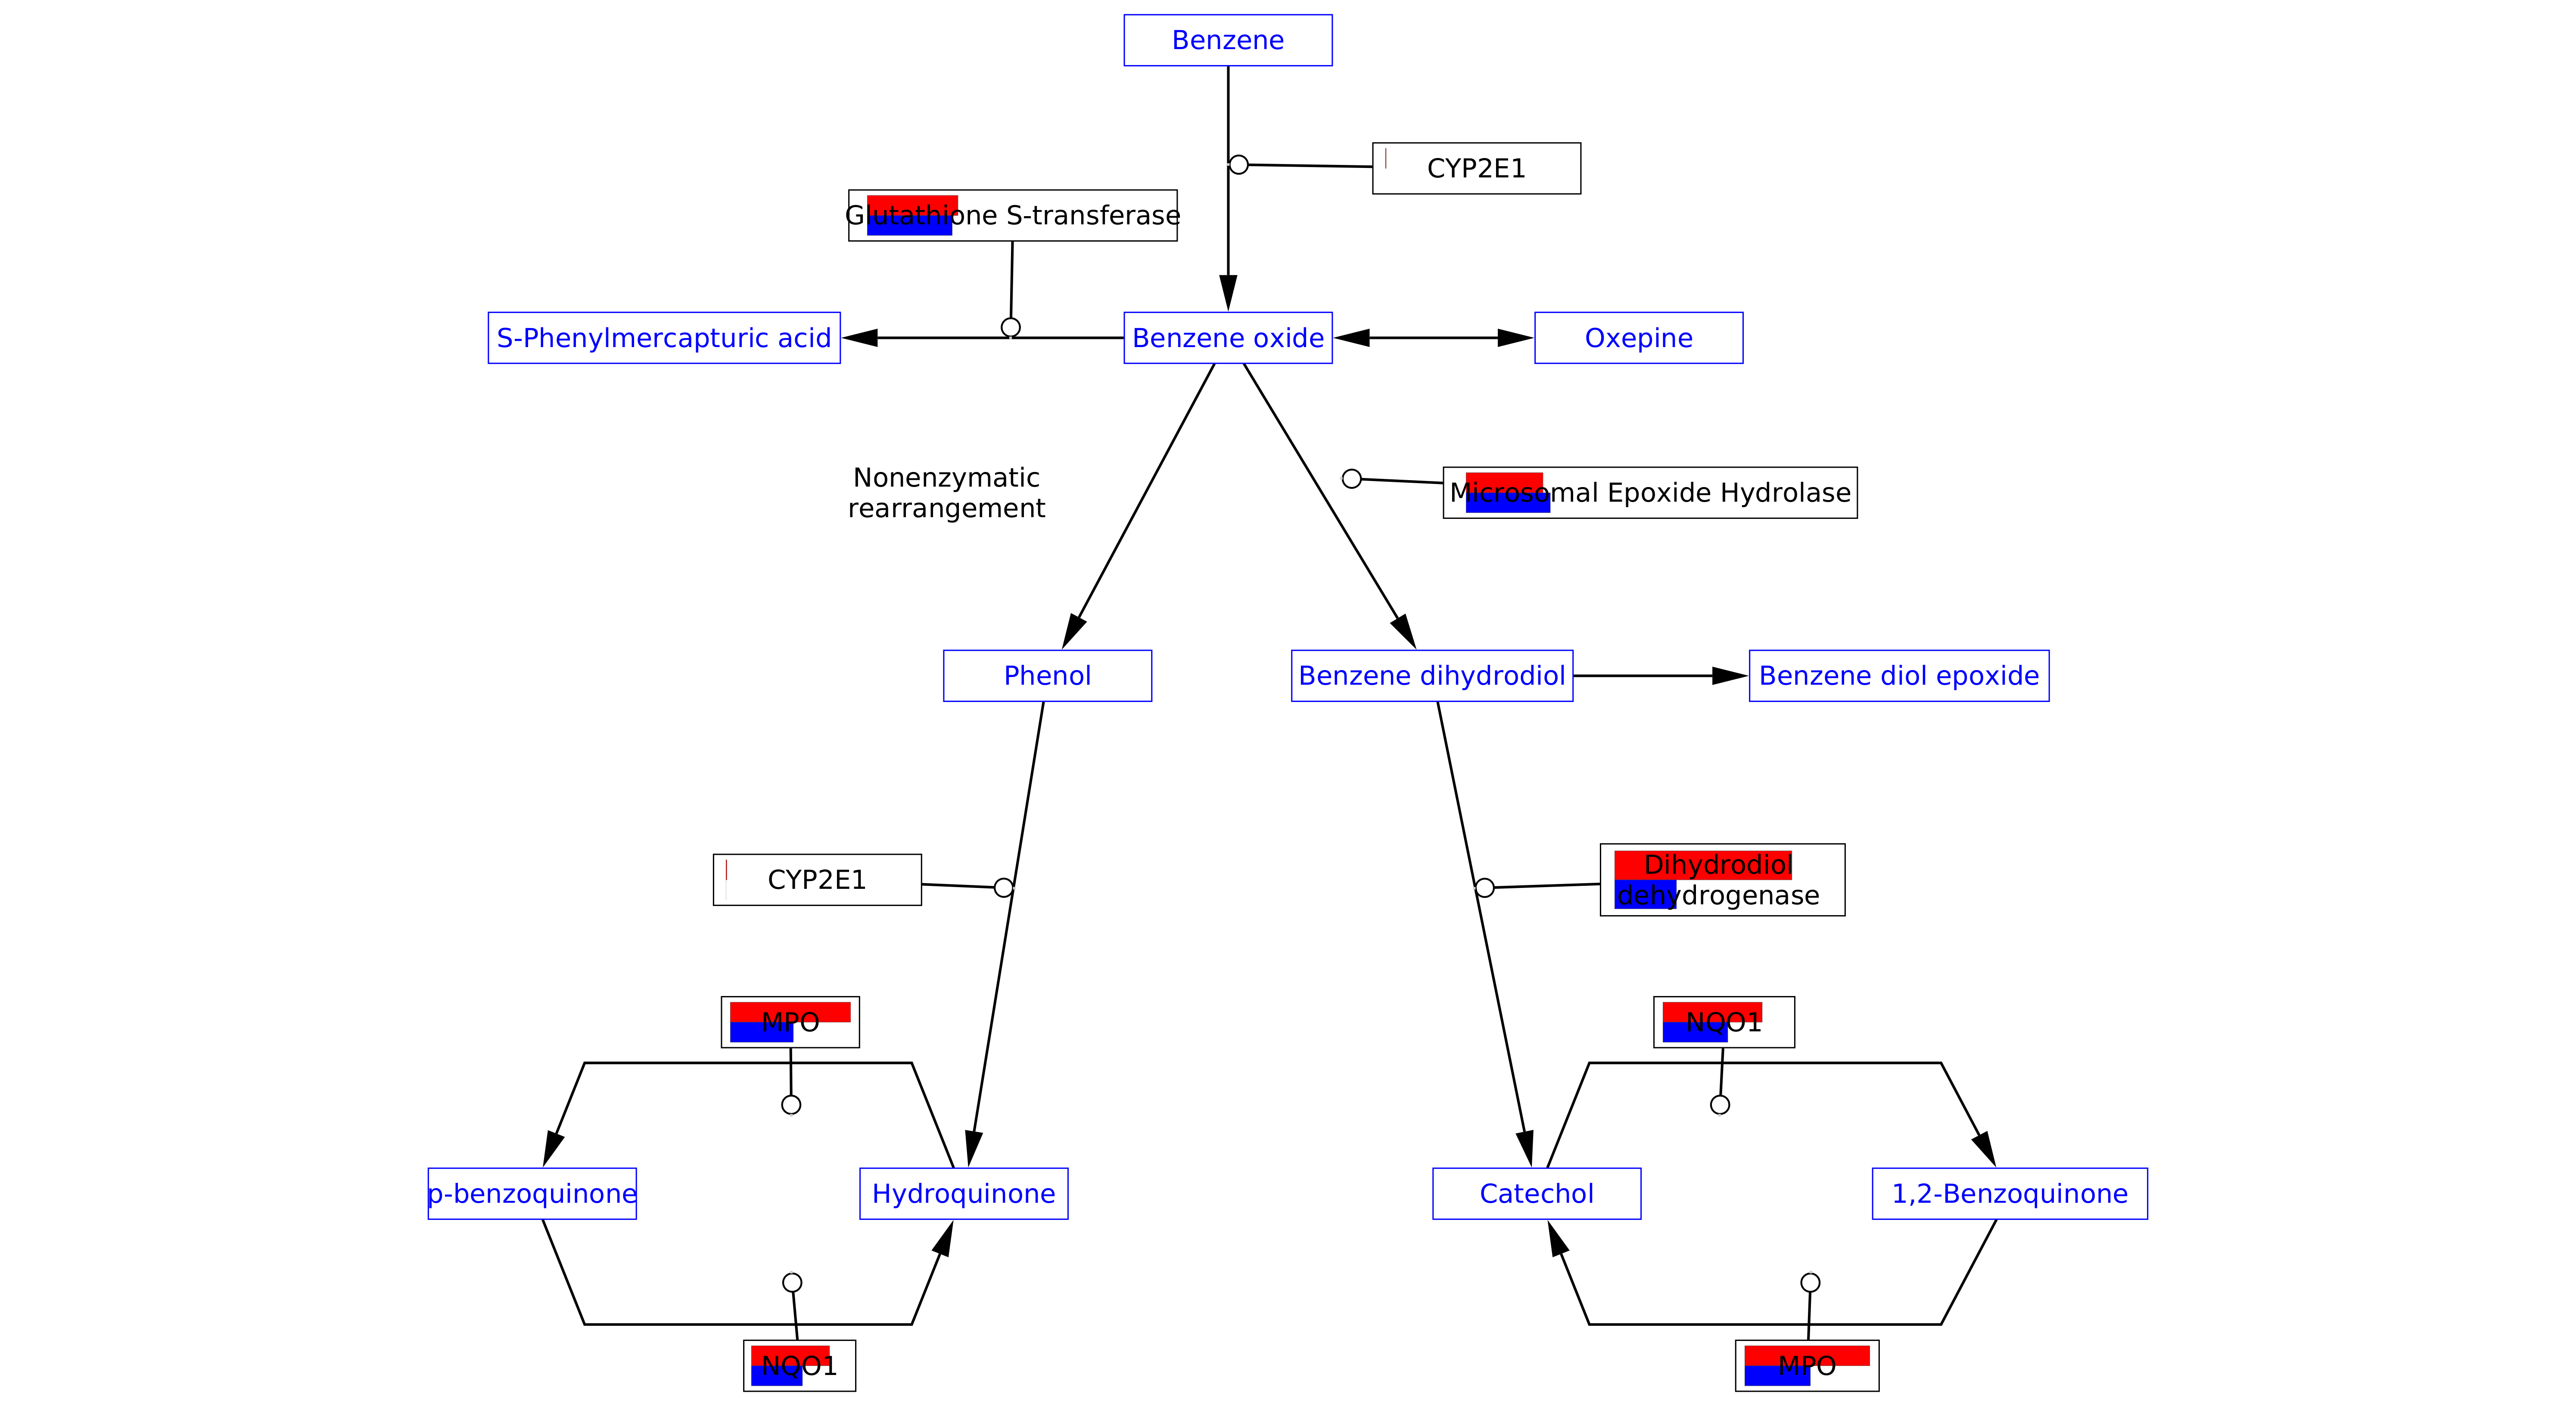 Benzene
CYP2E1
Glutathione S-transferase
S-Phenylmercapturic acid
Benzene oxide
Oxepine
Nonenzymatic
rearrangement
Microsomal Epoxide Hydrolase
Phenol
Benzene dihydrodiol
Benzene diol epoxide
CYP2E1
Dihydrodiol
dehydrogenase
MPO
NQO1
p-benzoquinone
Hydroquinone
Catechol
1,2-Benzoquinone
NQO1
MPO